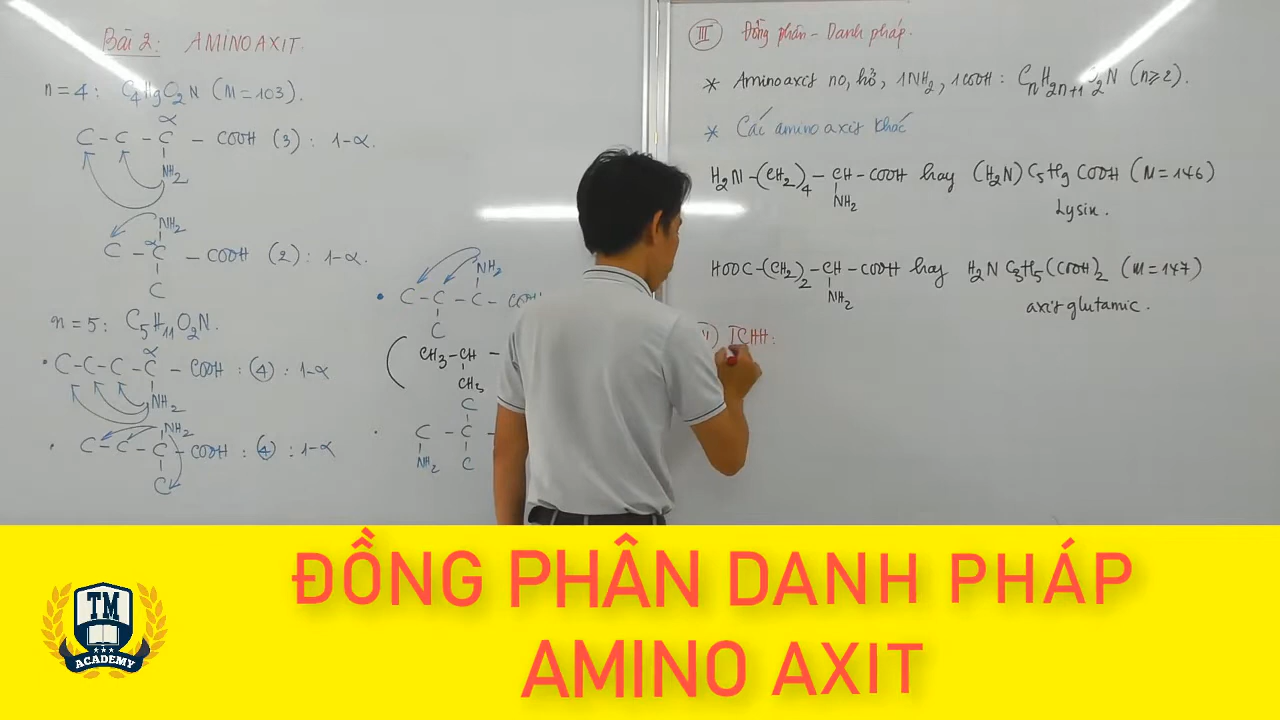 Bài 2: AMINOAXIT.
n=4: C4H9O2N (M=103).
α
C-C-C-COOH (3): 1-α.
NH2
NH2
C-C-COOH (2): 1-α.
α
C
n=5: C5H11O2N.
α
C-C-C-C-COOH: (4): 1-α
NH2
NH2
C-C-C-COOH: (4): 1-α
C
NH2
C-C-C-COOH
C
(CH3-CH-
CH3
C
C-C-
NH2 C
III Đồng phân - Danh pháp.
* Aminoaxit no, hở, 1NH2, 1COOH: CnH2n+1O2N (n≥2).
* Các amino axit khác
H2N-(CH2)4-CH-COOH hay (H2N)C5H9COOH (M=146)
NH2
Lysin.
HOOC-(CH2)2-CH-COOH hay H2NC3H5(COOH)2 (M=147)
NH2
axit glutamic.
TCHH:
ĐỒNG PHÂN DANH PHÁP
AMINO AXIT
TM
ACADEMY